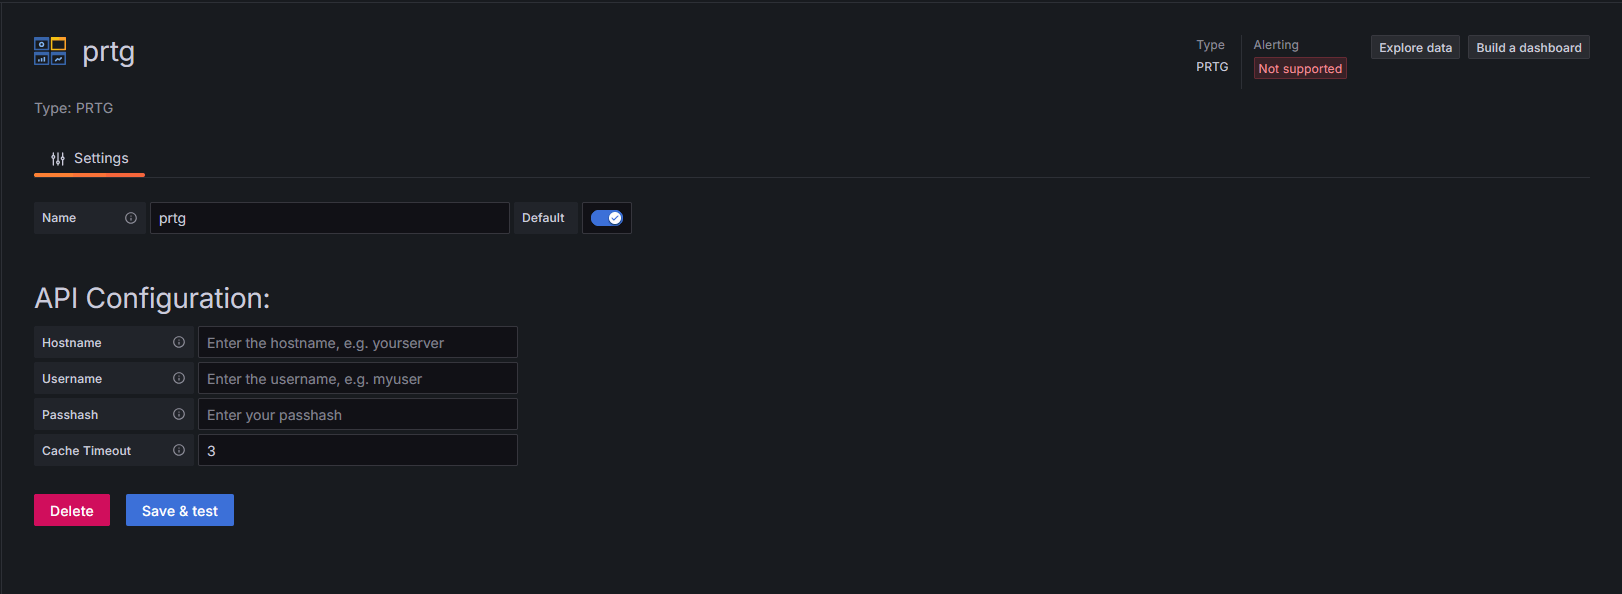 prtg
Type
PRTG
Alerting
Not supported
Explore data
Build a dashboard
Type: PRTG
Settings
Name
prtg
Default
API Configuration:
Hostname
Enter the hostname, e.g. yourserver
Username
Enter the username, e.g. myuser
Passhash
Enter your passhash
Cache Timeout
3
Delete
Save & test